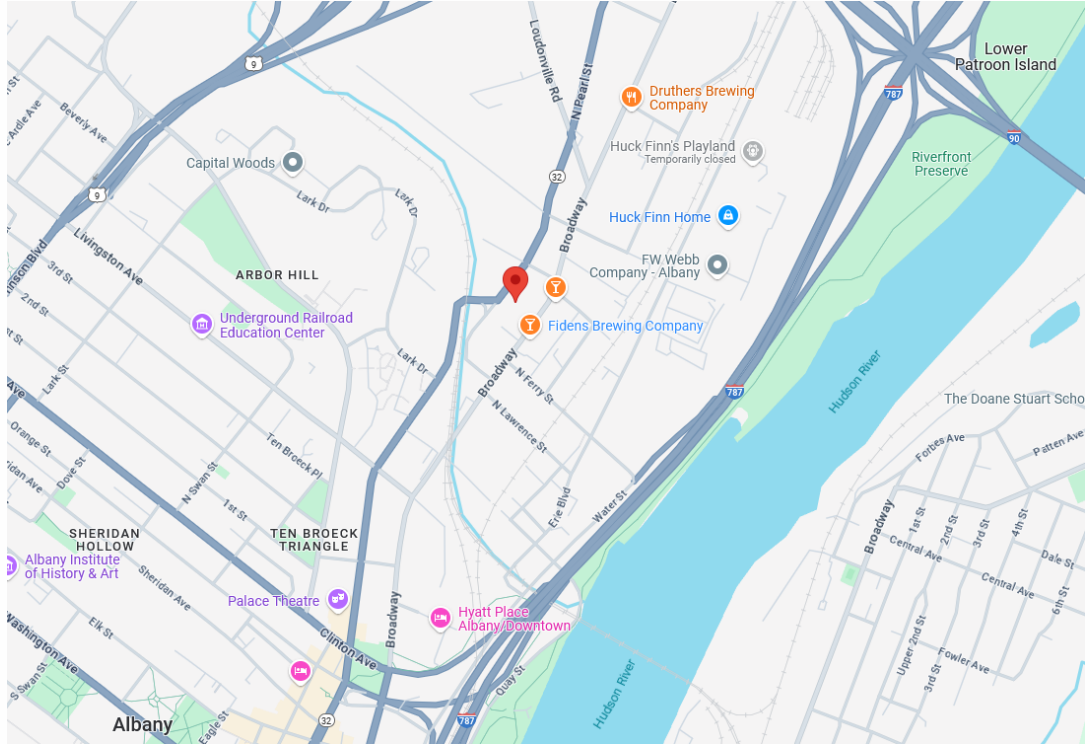 Loudonville Rd
N Pearl St
9
Lower
Patroon Island
Druthers Brewing
Company
787
90
Beverly Ave
Huck Finn's Playland
Temporarily closed
Riverfront
Preserve
Capital Woods
32
9
Lark Dr
Lark Dr
Huck Finn Home
Broadway
Livingston Ave
FW Webb
Company - Albany
3rd St
ARBOR HILL
2nd St
Underground Railroad
Education Center
Fidens Brewing Company
Lark Dr
Broadway
Hudson River
Lark St
N Ferry St
787
The Doane Stuart Scho
N Lawrence St
Forbes Ave
Patten Ave
Orange St
Ten Broeck Pl
Dove St
N Swan St
1st St
Erie Blvd
Water St
Broadway
1st St
2nd St
3rd St
4th St
SHERIDAN
HOLLOW
TEN BROECK
TRIANGLE
Central Ave
Dale St
Albany Institute
of History & Art
Sheridan Ave
Central Ave
6th St
Palace Theatre
Broadway
Hyatt Place
Albany/Downtown
Elk St
Washington Ave
Clinton Ave
Upper 2nd St
Fowler Ave
3rd St
Quay St
S Swan St
Hudson River
Albany
Eagle St
32
787